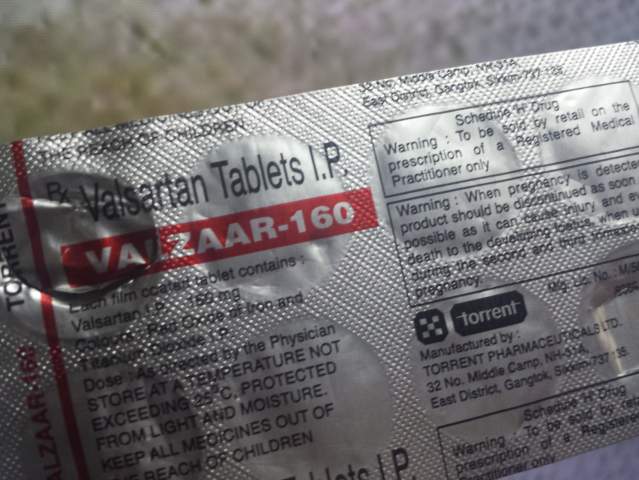 THE REACH OF CHILDREN
Rx Valsartan Tablets I.P.
VALZAAR-160
Each film coated tablet contains :
Valsartan I.P. 160 mg
Colours : Red Oxide of Iron and
Titanium Dioxide I.P.
Dose : As directed by the Physician
STORE AT A TEMPERATURE NOT
EXCEEDING 25°C, PROTECTED
FROM LIGHT AND MOISTURE.
KEEP ALL MEDICINES OUT OF
THE REACH OF CHILDREN
Tablets I.P.
TORRENT
ALZAAR-160
32 No. Middle Camp, NH-31A,
East District, Gangtok, Sikkim-737 135.
Schedule H Drug
Warning : To be sold by retail on the
prescription of a Registered Medical
Practitioner only
Warning : When pregnancy is detected
product should be discontinued as soon
possible as it can cause injury and
death to the developing foetus, when
during the second and third
pregnancy.
Mfg. Lic. No. : M/
torrent
Manufactured by :
TORRENT PHARMACEUTICALS LTD.
32 No. Middle Camp, NH-31A,
East District, Gangtok, Sikkim-737 135.
Schedule H Drug
Warning : To be sold by
prescription of a Registered
Practitioner only